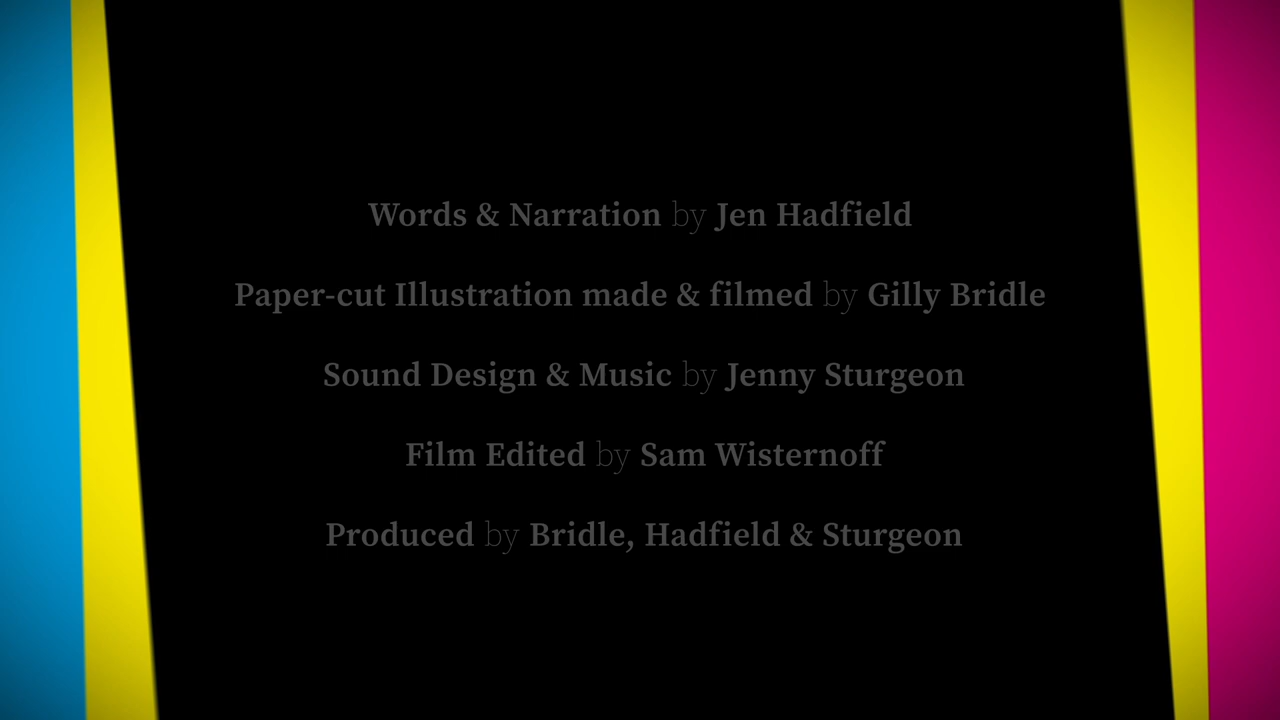 Words & Narration by Jen Hadfield
Paper-cut Illustration made & filmed by Gilly Bridle
Sound Design & Music by Jenny Sturgeon
Film Edited by Sam Wisternoff
Produced by Bridle, Hadfield & Sturgeon